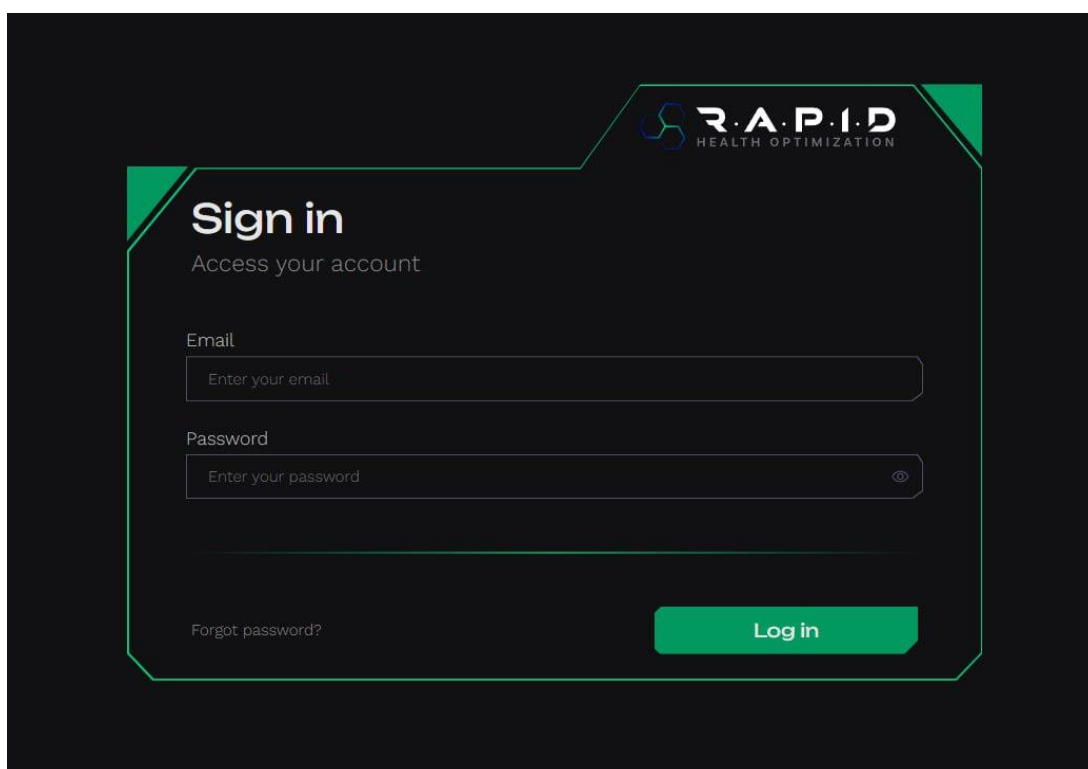 R.A.P.I.D
HEALTH OPTIMIZATION
Sign in
Access your account
Email
Enter your email
Password
Enter your password
Forgot password?
Log in